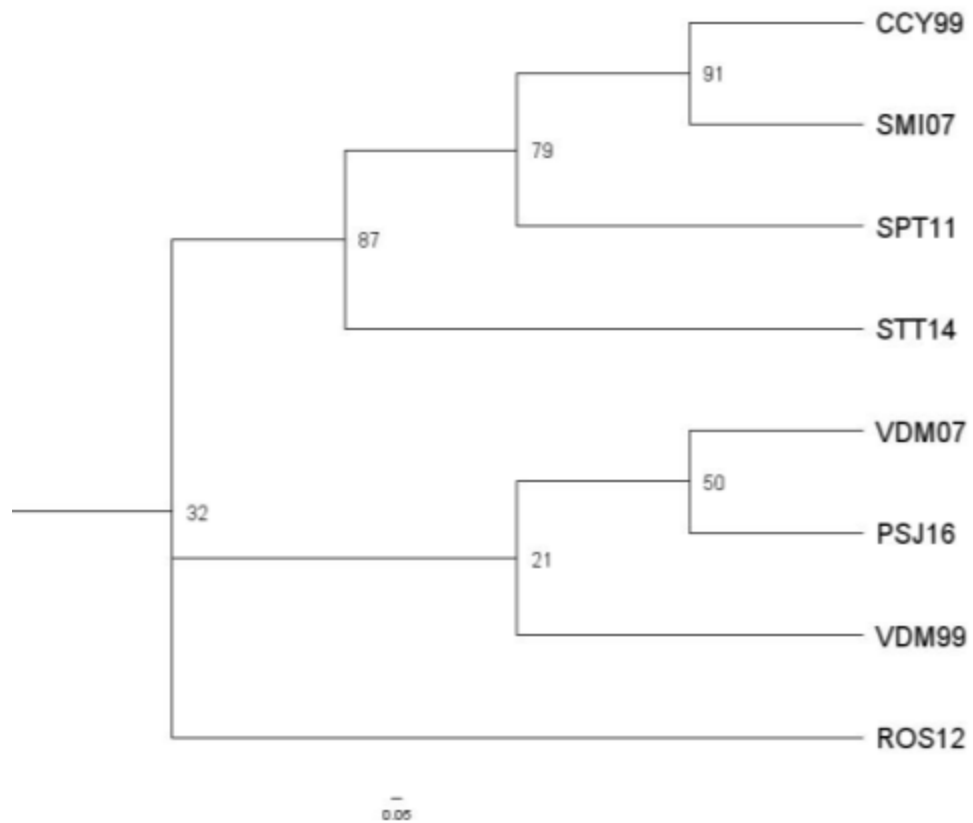 CCY99
91
SMI07
79
SPT11
87
STT14
VDM07
50
32
PSJ16
21
VDM99
ROS12
0.05